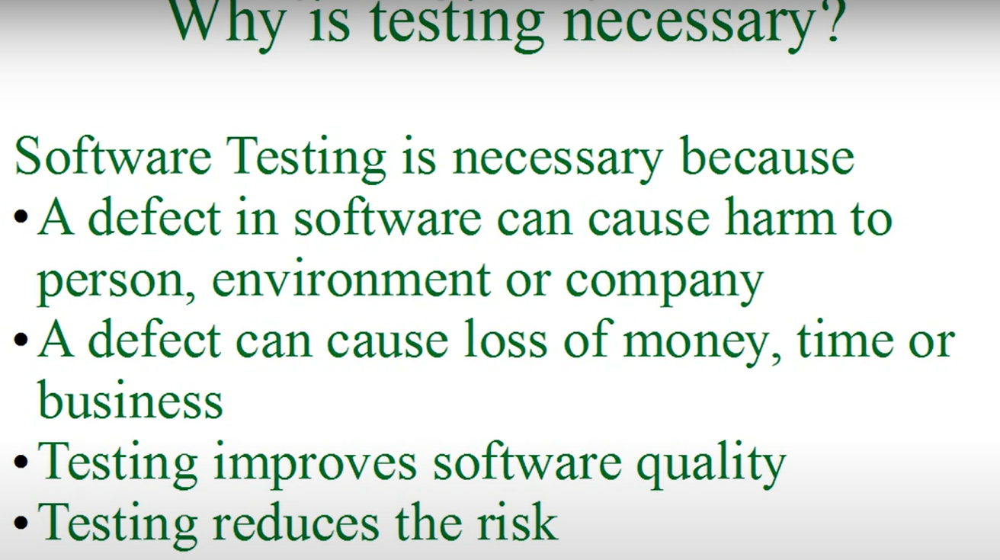 Why is testing necessary?
Software Testing is necessary because
• A defect in software can cause harm to
person, environment or company
• A defect can cause loss of money, time or
business
• Testing improves software quality
• Testing reduces the risk